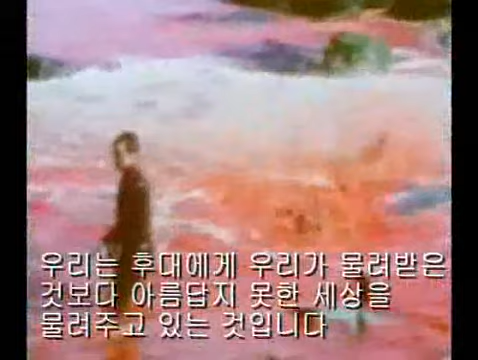 우리는 후대에게 우리가 물려받은
것보다 아름답지 못한 세상을
물려주고 있는 것입니다